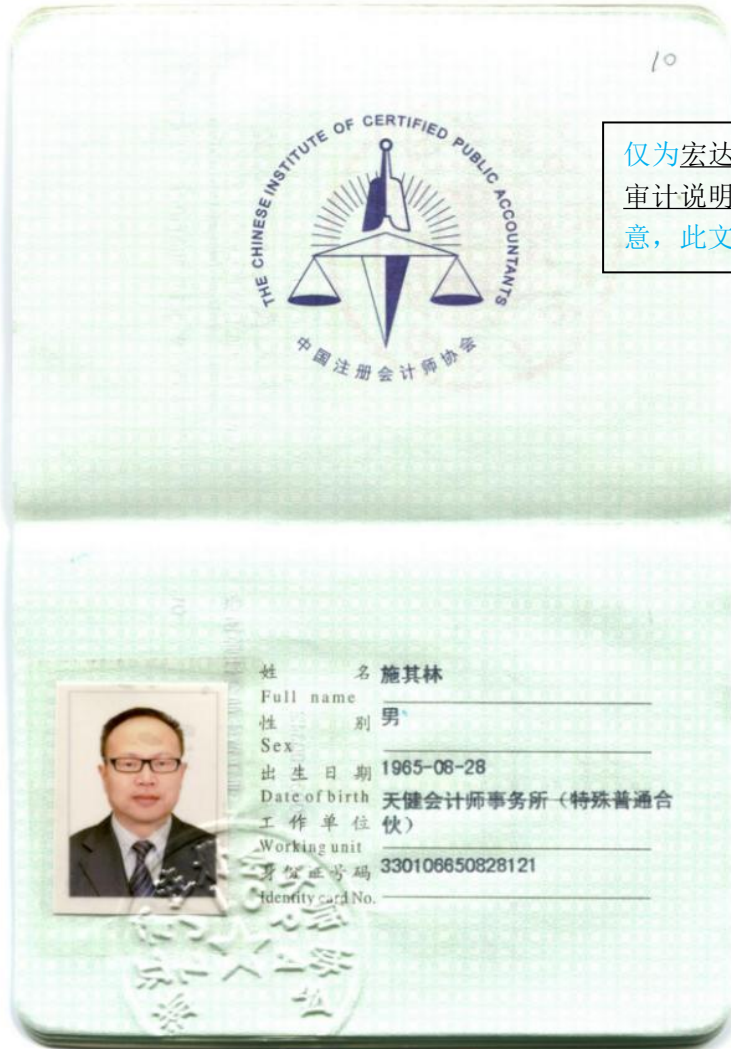 10
THE CHINESE INSTITUTE OF CERTIFIED PUBLIC ACCOUNTANTS
中国注册会计师协会
仅为宏达
审计说明
意，此文
姓 名 施其林
Full name
性 别 男
Sex
出生日期 1965-08-28
Date of birth
工作单位 天健会计师事务所（特殊普通合
伙）
Working unit
身份证号码 330106650828121
Identity card No.